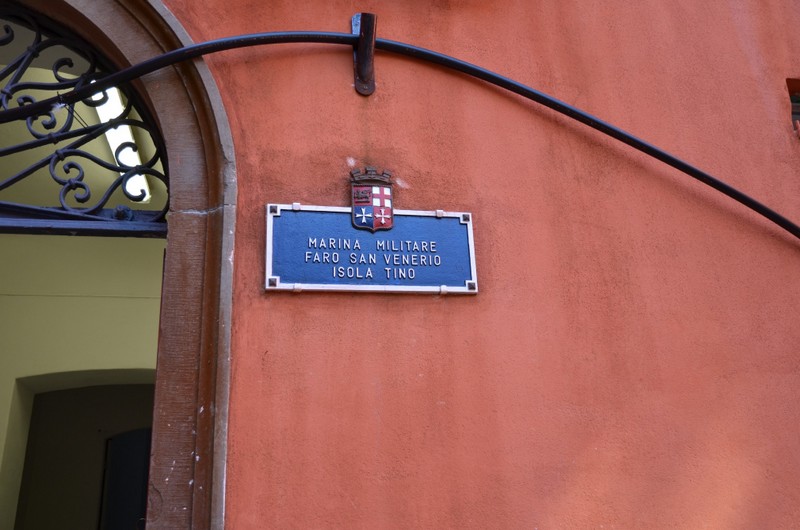 MARINA MILITARE
FARO SAN VENERIO
ISOLA TINO